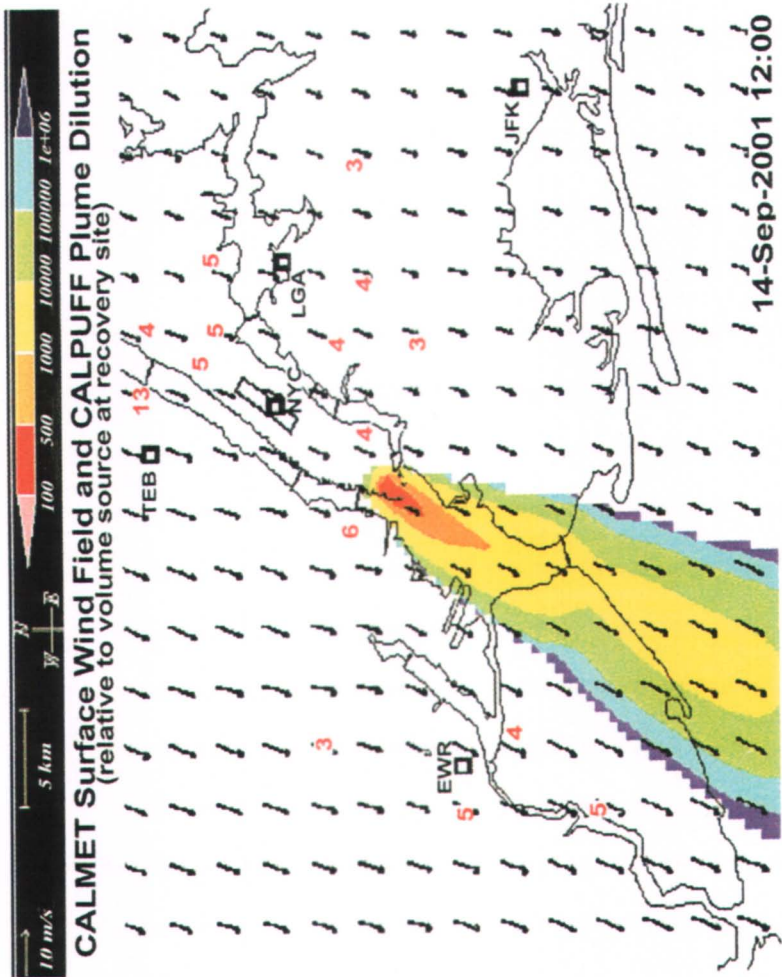 10 m/s
5 km
N
W E
100 500 1000 10000 100000 1e+06
CALMET Surface Wind Field and CALPUFF Plume Dilution
(relative to volume source at recovery site)
TEB
13
4
5
5
5
NYC
LGA
6
4
4
4
3
3
3
EWR
5
4
5
JFK
14-Sep-2001 12:00